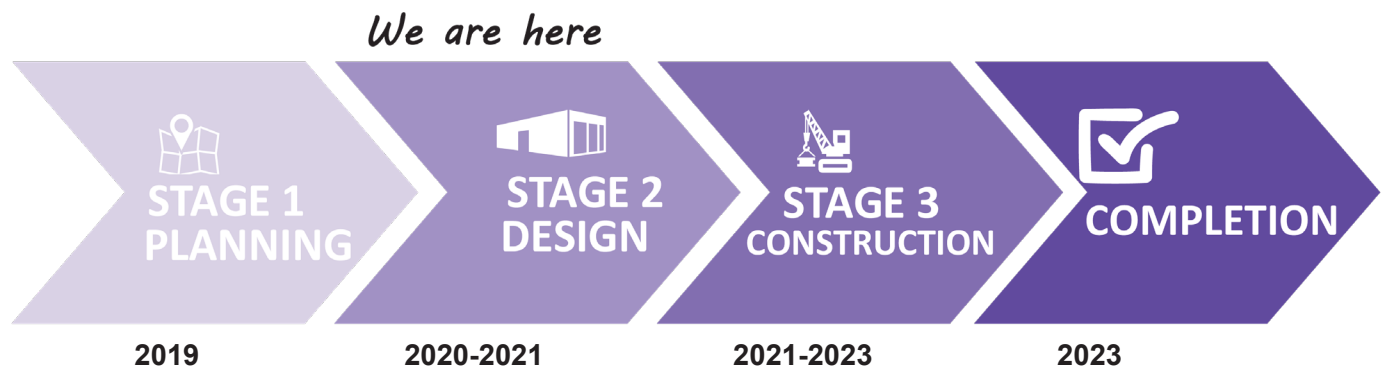 We are here
STAGE 1
PLANNING
STAGE 2
DESIGN
STAGE 3
CONSTRUCTION
COMPLETION
2019
2020-2021
2021-2023
2023